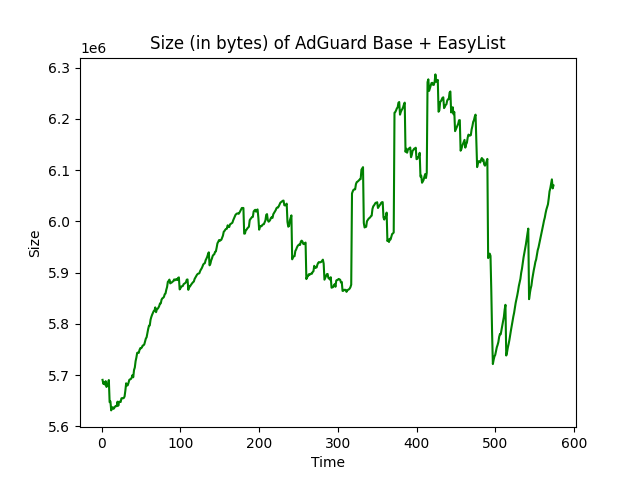 Size (in bytes) of AdGuard Base + EasyList
1e6
6.3
6.2
6.1
6.0
5.9
5.8
5.7
5.6
Size
0 100 200 300 400 500 600
Time